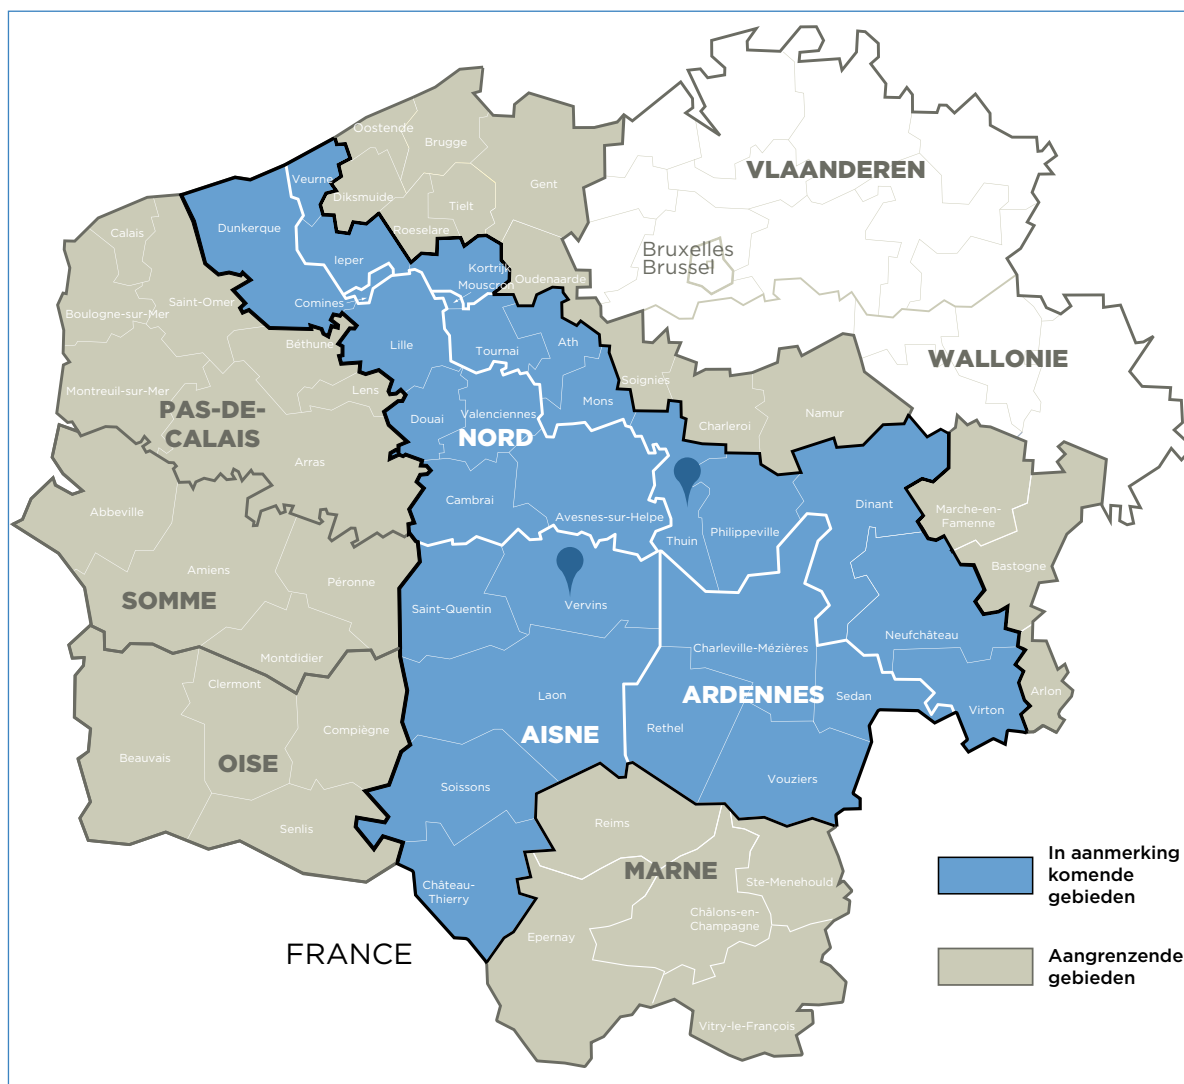 Oostende
Brugge
Gent
VLAANDEREN
Veurne
Diksmuide
Tielt
Dunkerque
Calais
Roeselare
Bruxelles
Brussel
Ieper
Kortrijk
Mouscron
Oudenaarde
Saint-Omer
Comines
Boulogne-sur-Mer
Béthune
Lille
Tournai
Ath
WALLONIE
Montreuil-sur-Mer
Lens
Soignies
PAS-DE-
CALAIS
Douai
Valenciennes
Mons
Charleroi
Namur
NORD
Arras
Cambrai
Abbeville
Avesnes-sur-Helpe
Thuin
Philippeville
Dinant
Marche-en-
Famenne
Amiens
Péronne
Bastogne
SOMME
Saint-Quentin
Vervins
Neufchâteau
Montdidier
Charleville-Mézières
Clermont
Laon
ARDENNES
Sedan
Arlon
Virton
Compiègne
AISNE
Rethel
Beauvais
OISE
Soissons
Vouziers
Senlis
Reims
MARNE
Château-
Thierry
Ste-Menehould
Châlons-en-
Champagne
Epernay
FRANCE
Vitry-le-François
In aanmerking
komende
gebieden
Aangrenzende
gebieden